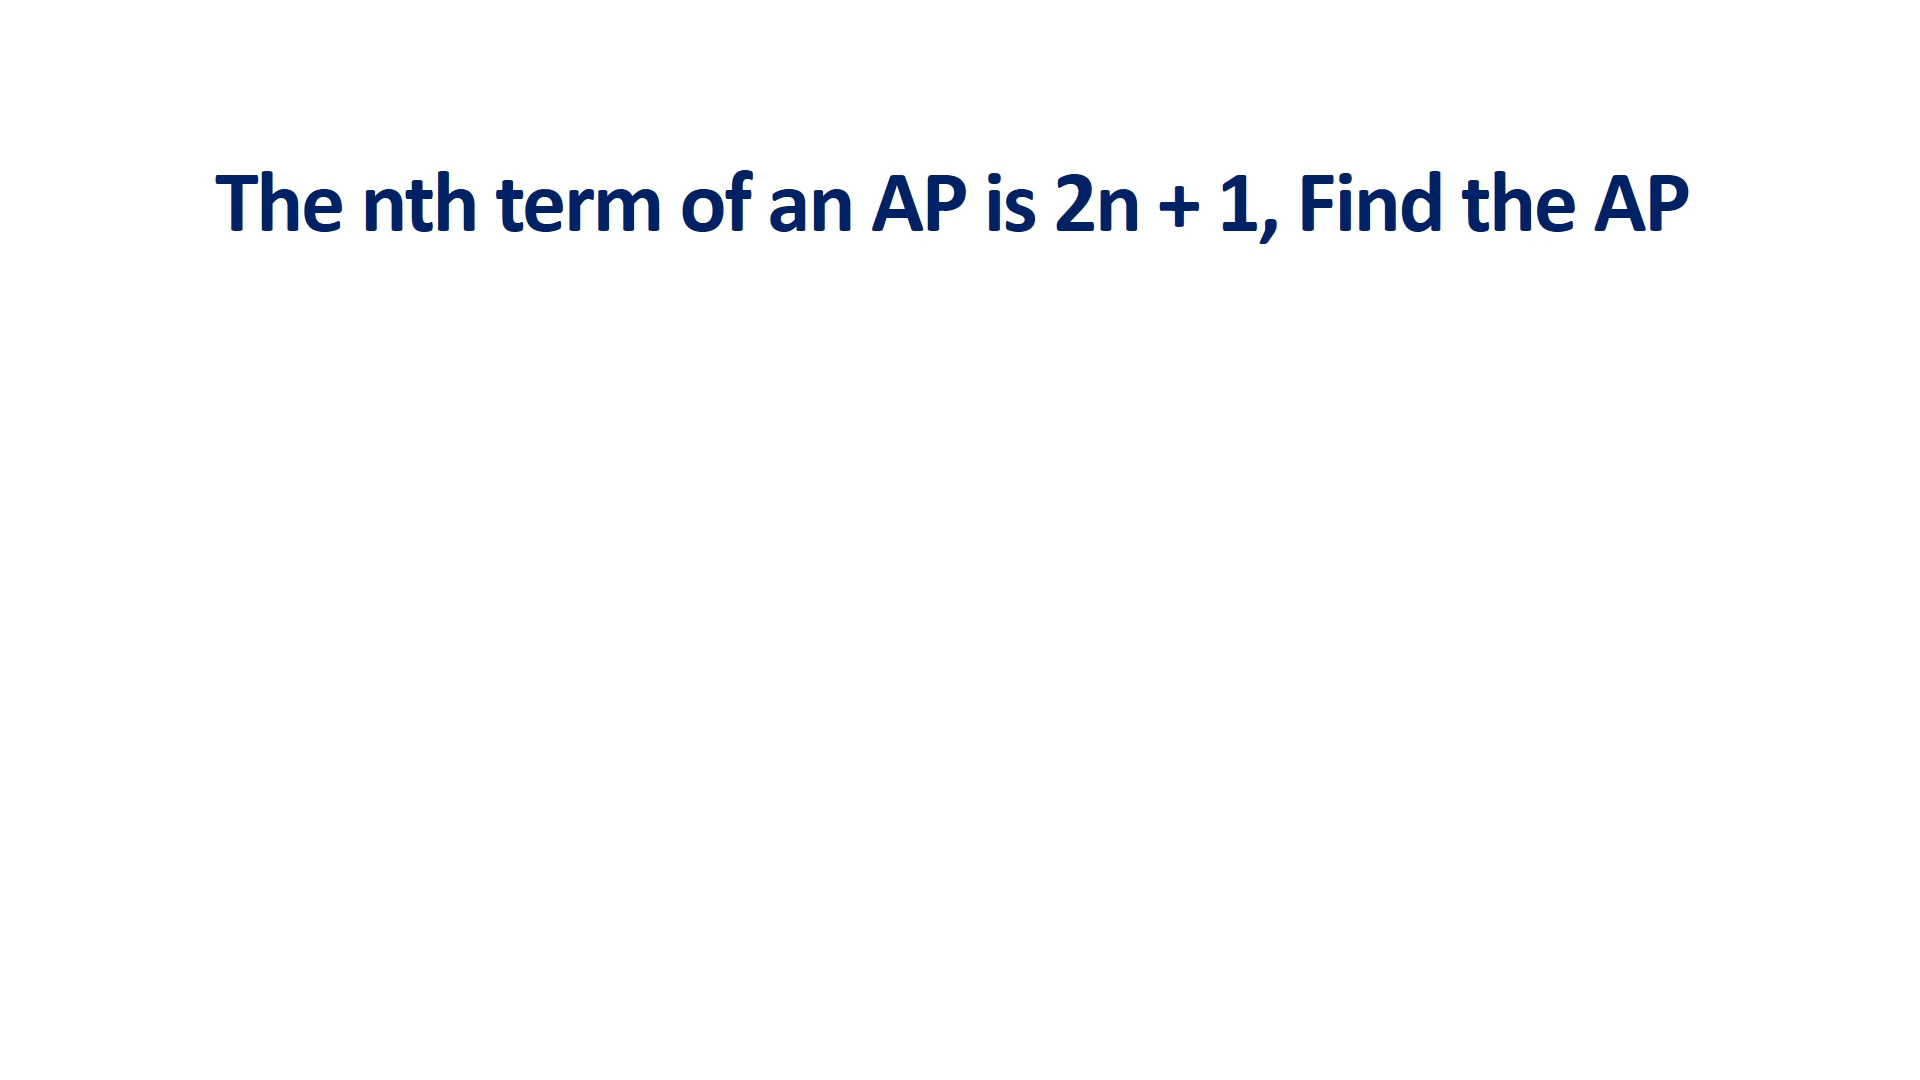 The nth term of an AP is 2n + 1, Find the AP